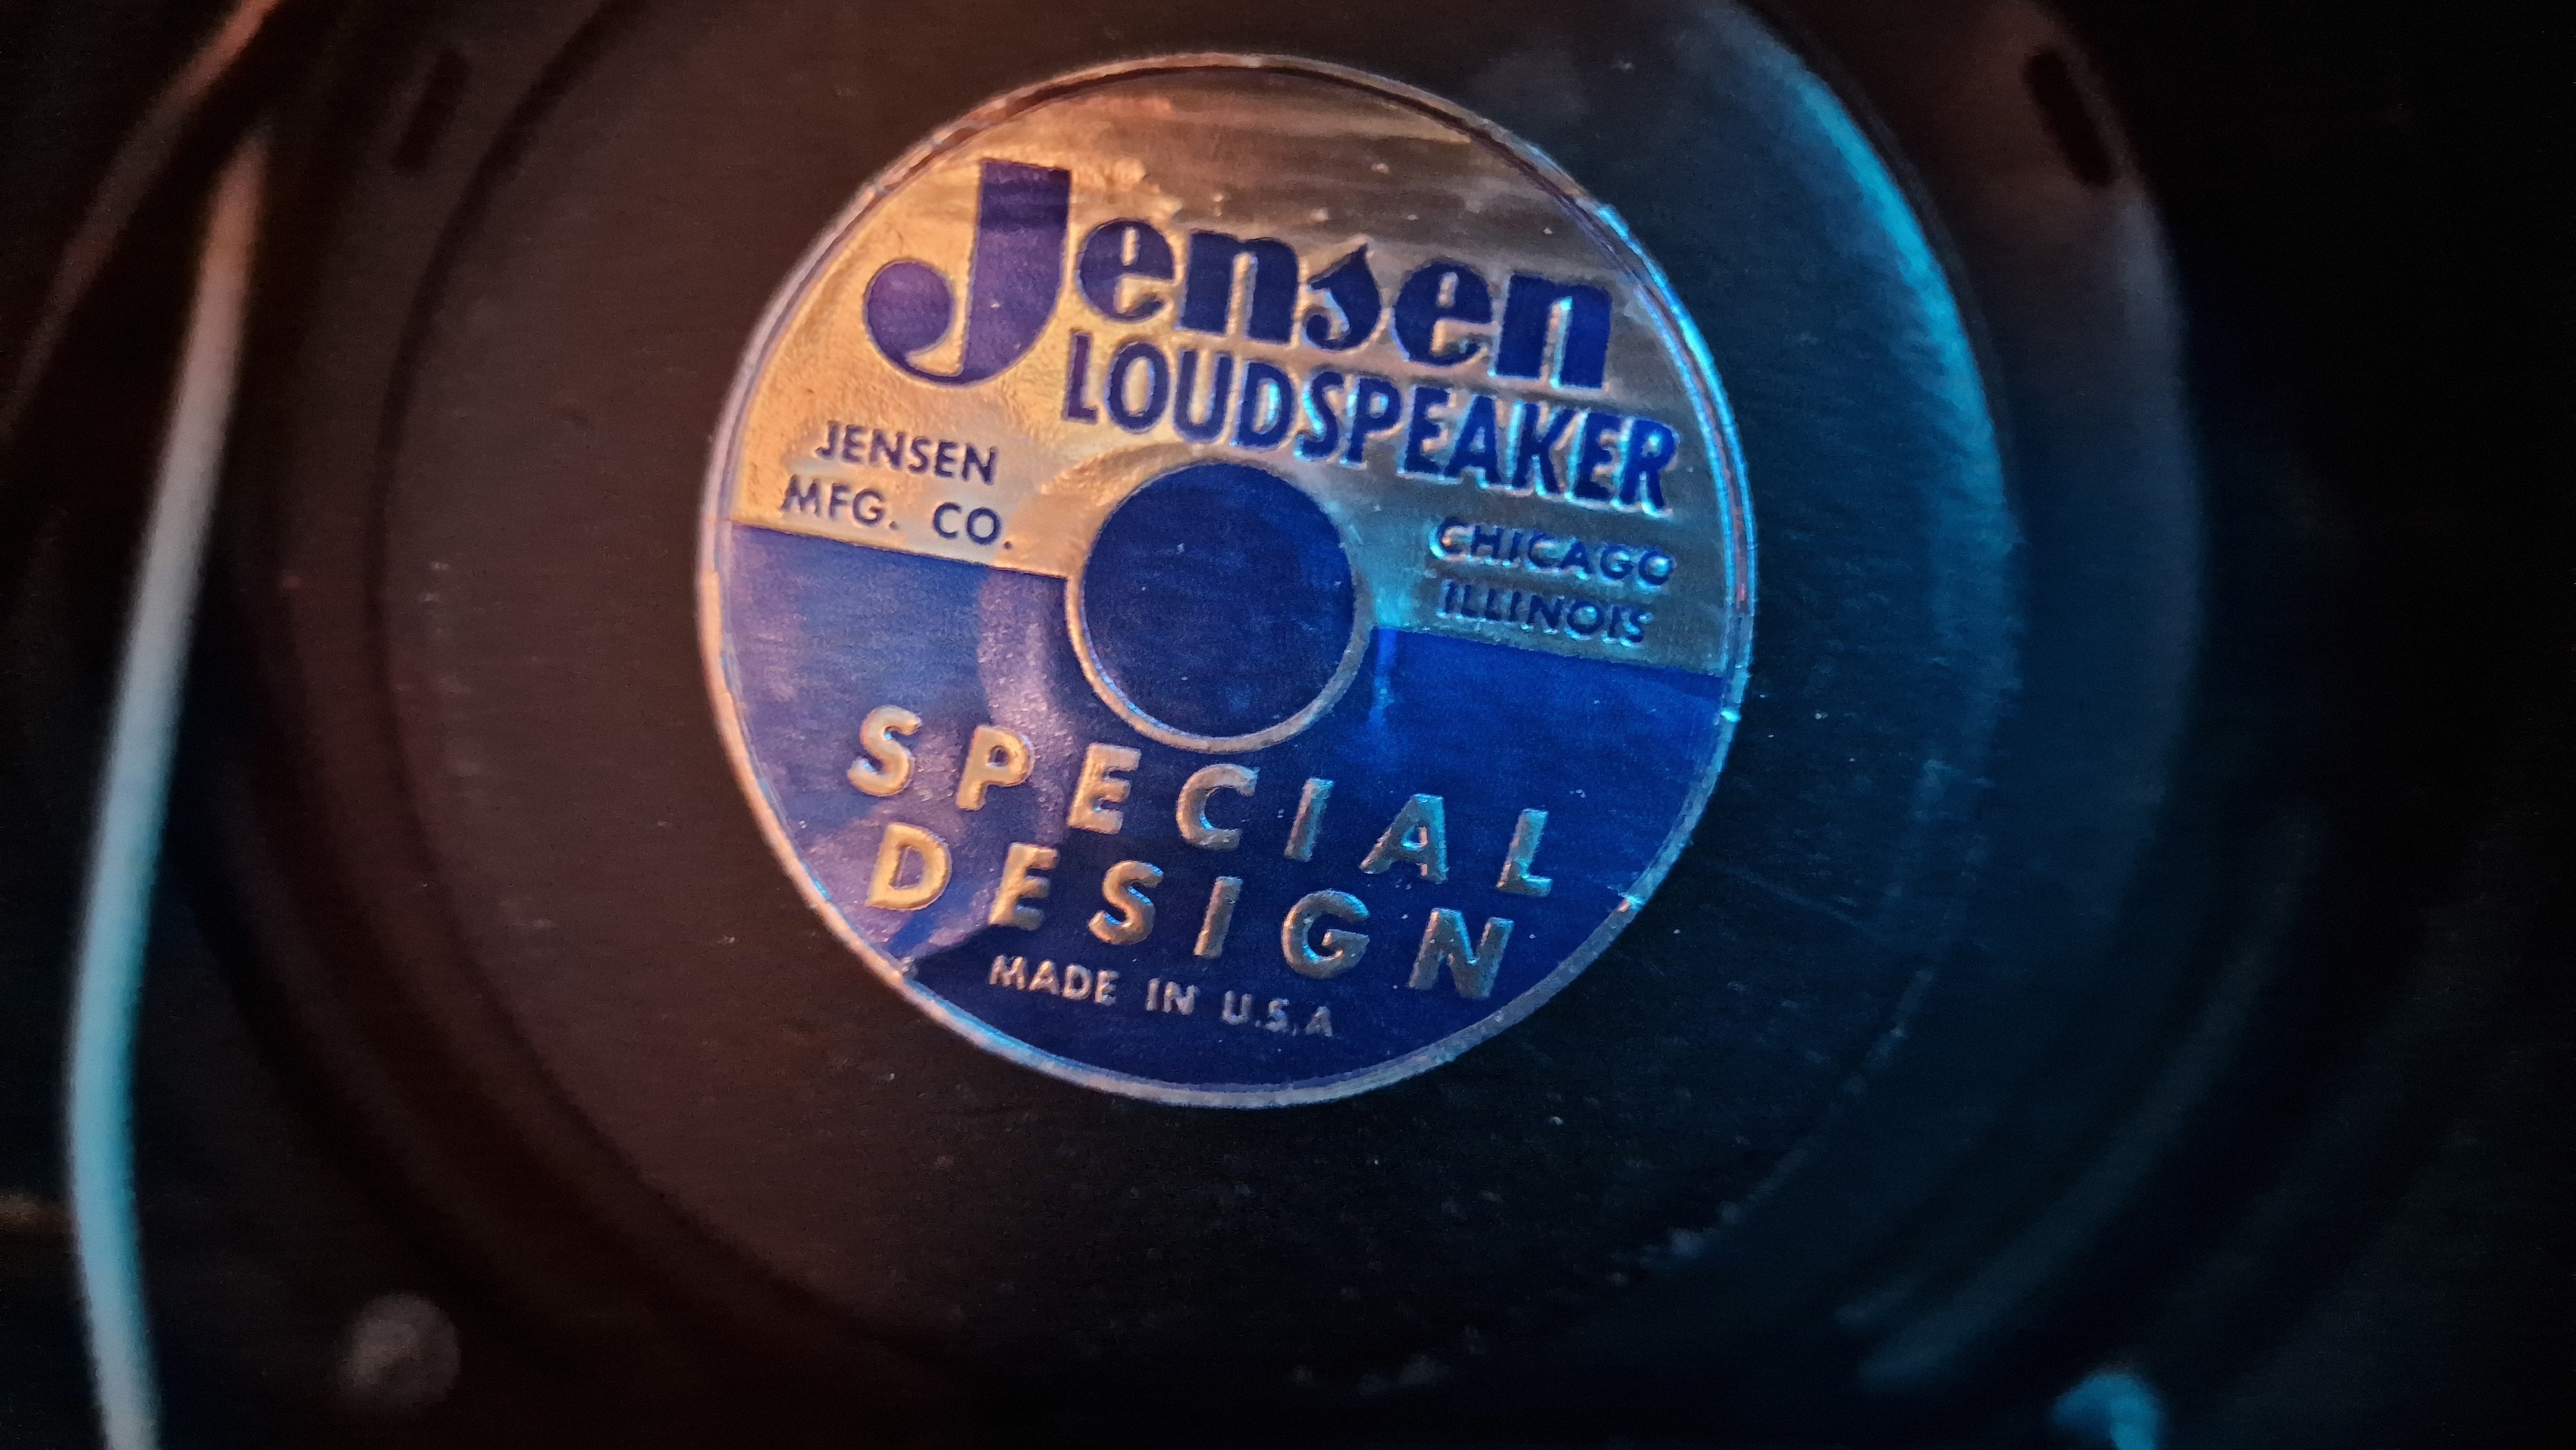 Jensen
LOUDSPEAKER
JENSEN
MFG. CO.
CHICAGO
ILLINOIS
SPECIAL
DESIGN
MADE IN U.S.A